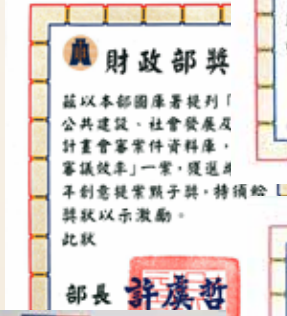 財政部獎
茲以本部國庫署提列「
公共建設、社會發展及
計畫會審案件資料庫,
審議效率」一案,獲選
年創意提案點子獎,特頒給
獎狀以示激勵。
此狀
部長 許虞哲